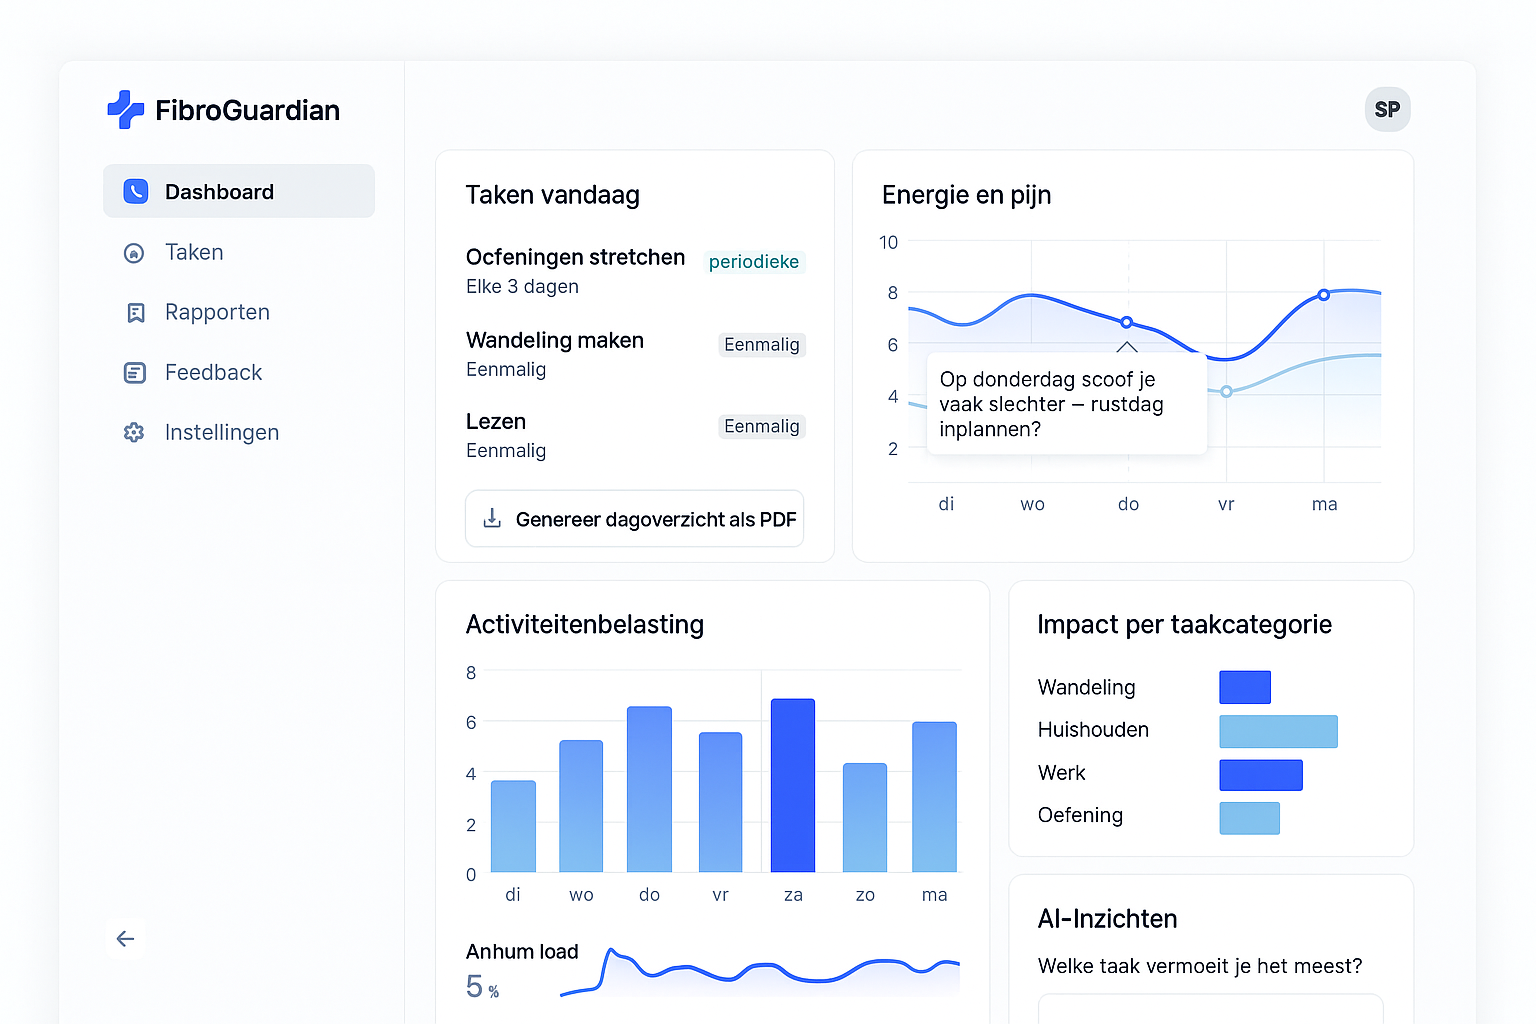 FibroGuardian
SP
Dashboard
Taken
Rapporten
Feedback
Instellingen
Taken vandaag
Ocfeningen stretchen
periodieke
Elke 3 dagen
Wandeling maken
Eenmalig
Eenmalig
Lezen
Eenmalig
Eenmalig
Genereer dagoverzicht als PDF
Energie en pijn
10
8
6
4
2
Op donderdag scoof je
vaak slechter – rustdag
inplannen?
di wo do vr ma
Activiteitenbelasting
8
6
4
2
0
di wo do vr za zo ma
Anhum load
5 %
Impact per taakcategorie
Wandeling
Huishouden
Werk
Oefening
AI-Inzichten
Welke taak vermoeit je het meest?